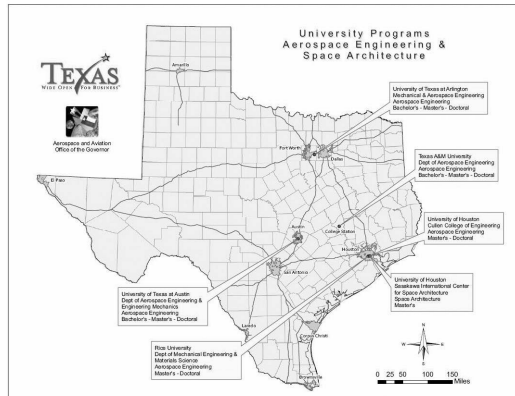 University Programs
Aerospace Engineering &
Space Architecture
TEXAS
WIDE OPEN FOR BUSINESS
Aerospace and Aviation
Office of the Governor
Amarillo
University of Texas at Arlington
Mechanical & Aerospace Engineering
Aerospace Engineering
Bachelor's - Master's - Doctoral
Fort Worth
Dallas
Texas A&M University
Dept of Aerospace Engineering
Aerospace Engineering
Bachelor's - Master's - Doctoral
El Paso
University of Houston
Cullen College of Engineering
Aerospace Engineering
Master's - Doctoral
Austin
College Station
Houston
San Antonio
University of Houston
Sasakawa International Center
for Space Architecture
Space Architecture
Master's
University of Texas at Austin
Dept of Aerospace Engineering &
Engineering Mechanics
Aerospace Engineering
Bachelor's - Master's - Doctoral
Laredo
Corpus Christi
Rice University
Dept of Mechanical Engineering &
Materials Science
Aerospace Engineering
Master's - Doctoral
Brownsville
N
W
E
S
0 25 50 100 150
Miles